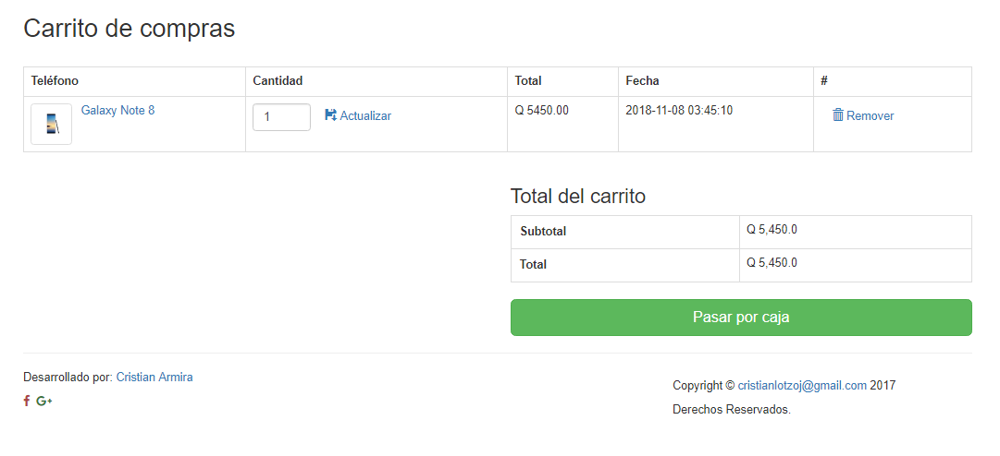 Carrito de compras
Teléfono Cantidad Total Fecha #
Galaxy Note 8 1 Actualizar Q 5450.00 2018-11-08 03:45:10 Remover
Total del carrito
Subtotal Q 5,450.0
Total Q 5,450.0
Pasar por caja
Desarrollado por: Cristian Armira
f G+
Copyright © cristianlotzoj@gmail.com 2017
Derechos Reservados.